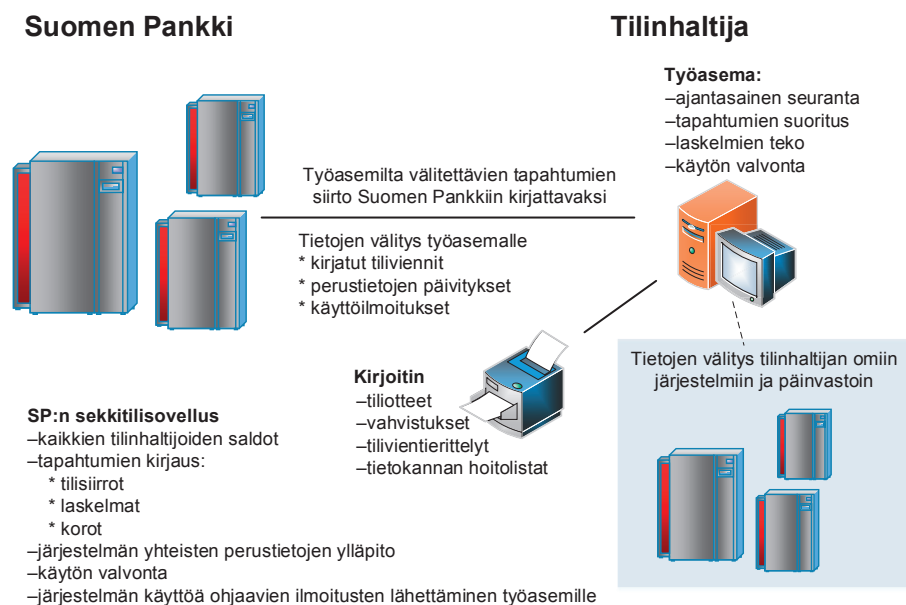 Suomen Pankki
Tilinhaltija
Työasema:
–ajantasainen seuranta
–tapahtumien suoritus
–laskelmien teko
–käytön valvonta
Työasemilta välitettävien tapahtumien
siirto Suomen Pankkiin kirjattavaksi
Tietojen välitys työasemalle
* kirjatut tiliviennit
* perustietojen päivitykset
* käyttöilmoitukset
Kirjoitin
–tiliotteet
–vahvistukset
–tilivientierittelyt
–tietokannan hoitolistat
Tietojen välitys tilinhaltijan omiin
järjestelmiin ja päinvastoin
SP:n sekkitilisovellus
–kaikkien tilinhaltijoiden saldot
–tapahtumien kirjaus:
* tilisiirrot
* laskelmat
* korot
–järjestelmän yhteisten perustietojen ylläpito
–käytön valvonta
–järjestelmän käyttöä ohjaavien ilmoitusten lähettäminen työasemille